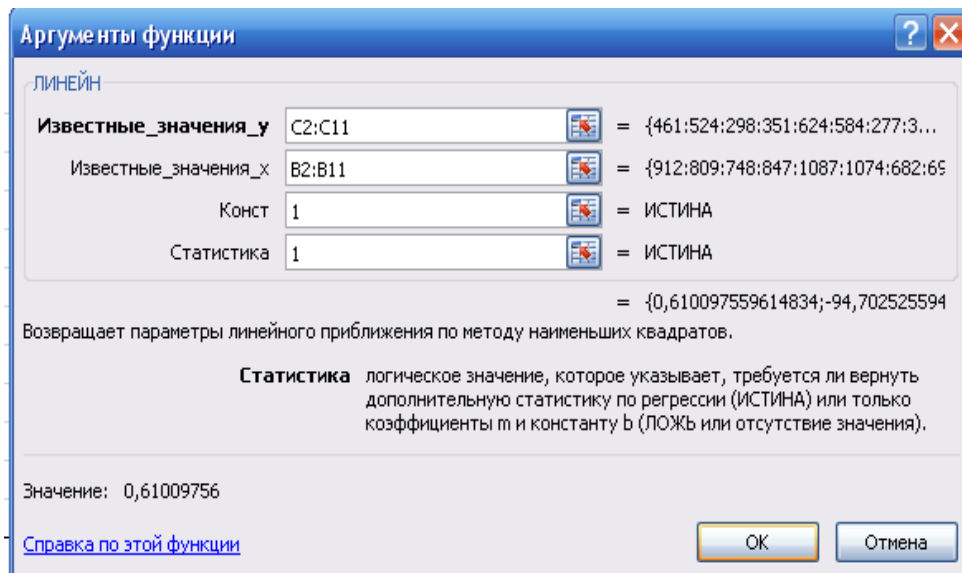 Аргументы функции
ЛИНЕЙН
Известные_значения_y C2:C11 = {461:524:298:351:624:584:277:3...
Известные_значения_x B2:B11 = {912:809:748:847:1087:1074:682:69
Конст 1 = ИСТИНА
Статистика 1 = ИСТИНА
= {0,610097559614834;-94,702525594
Возвращает параметры линейного приближения по методу наименьших квадратов.
Статистика логическое значение, которое указывает, требуется ли вернуть
дополнительную статистику по регрессии (ИСТИНА) или только
коэффициенты m и константу b (ЛОЖЬ или отсутствие значения).
Значение: 0,61009756
Справка по этой функции
ОК Отмена